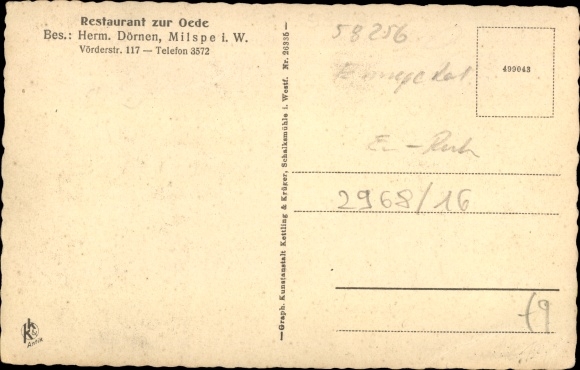 Restaurant zur Oede
Bes.: Herm. Dörnen, Milspe i. W.
Vörderstr. 117 — Telefon 3572
—Graph. Kunstanstalt Kettling & Krüger, Schalksmühle i. Westf. Nr. 26335—
58256
499043
2968/16
K&K